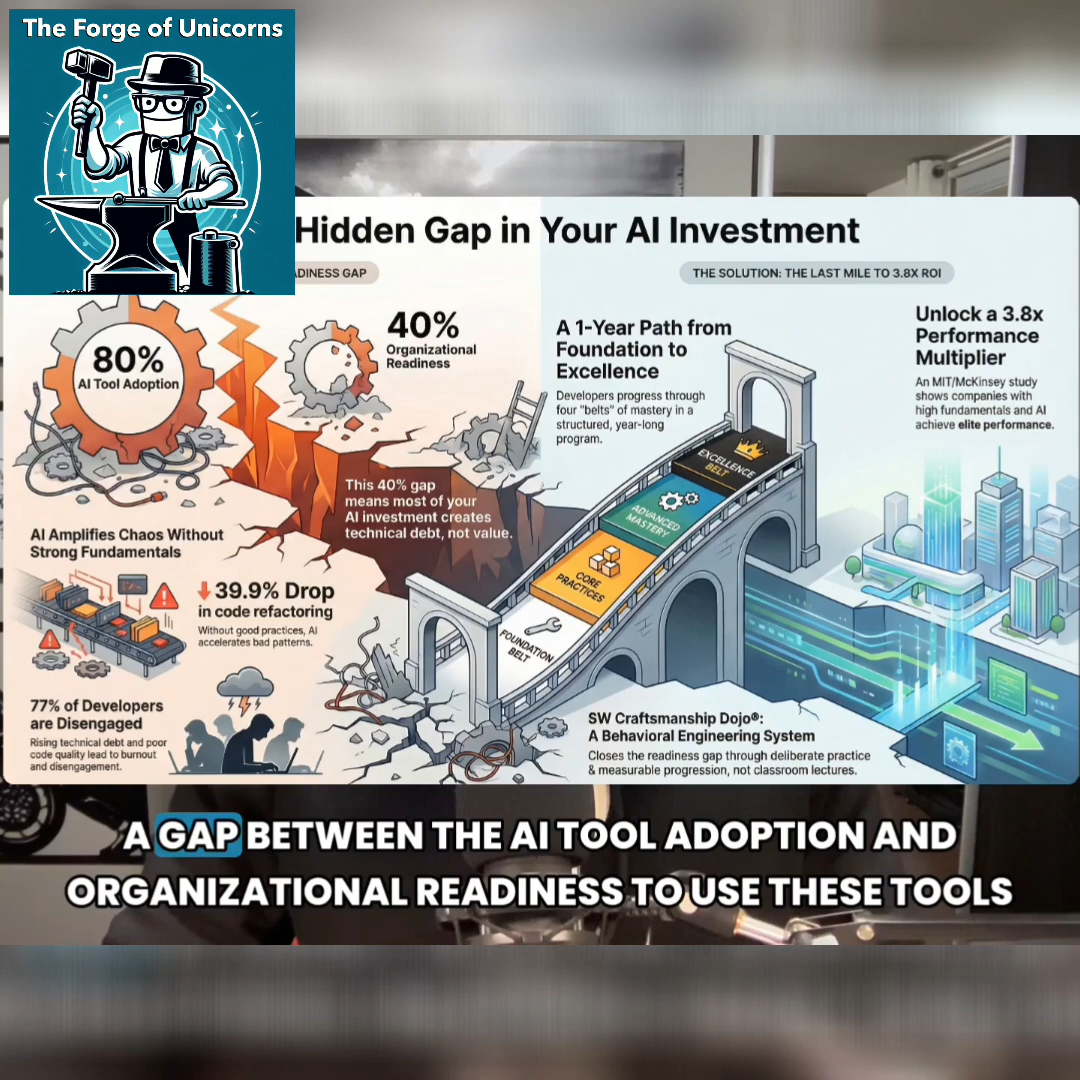 The Forge of Unicorns
Hidden Gap in Your AI Investment
GAP
THE SOLUTION: THE LAST MILE TO 3.8X ROI
80%
AI Tool Adoption
40%
Organizational
Readiness
This 40% gap
means most of your
AI investment creates
technical debt, not value.
AI Amplifies Chaos Without
Strong Fundamentals
39.9% Drop
in code refactoring
Without good practices, AI
accelerates bad patterns.
77% of Developers
are Disengaged
Rising technical debt and poor
code quality lead to burnout
and disengagement.
A 1-Year Path from
Foundation to
Excellence
Developers progress through
four "belts" of mastery in a
structured, year-long
program.
EXCELLENCE
BELT
ADVANCED
MASTERY
CORE
PRACTICES
FOUNDATION
BELT
Unlock a 3.8x
Performance
Multiplier
An MIT/McKinsey study
shows companies with
high fundamentals and AI
achieve elite performance.
SW Craftsmanship Dojo®:
A Behavioral Engineering System
Closes the readiness gap through deliberate practice
& measurable progression, not classroom lectures.
A GAP BETWEEN THE AI TOOL ADOPTION AND
ORGANIZATIONAL READINESS TO USE THESE TOOLS